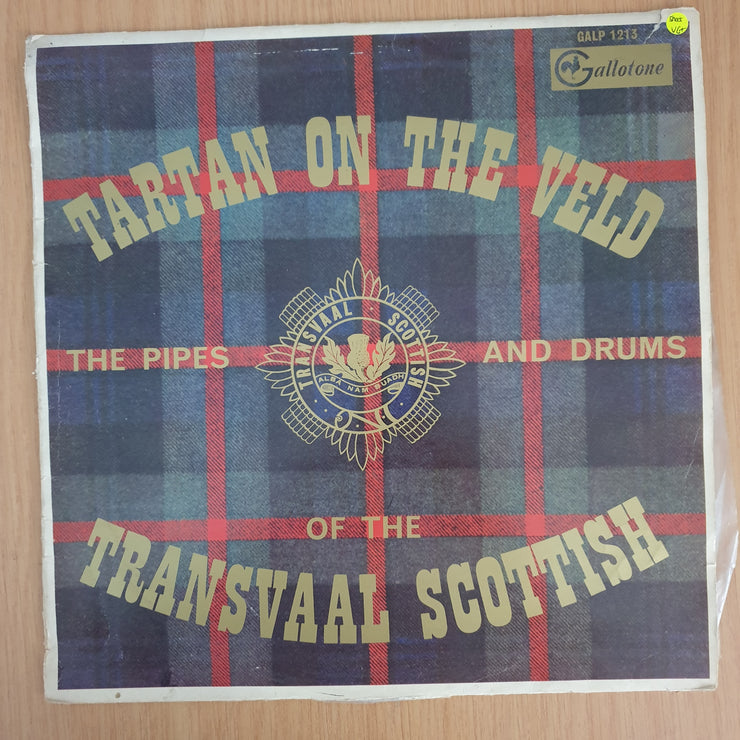 GALP 1213
Gallotone
VG+
TARTAN ON THE VELD
THE PIPES AND DRUMS
TRANSVAAL SCOTTISH
ALBA NAM BUADH
OF THE
TRANSVAAL SCOTTISH